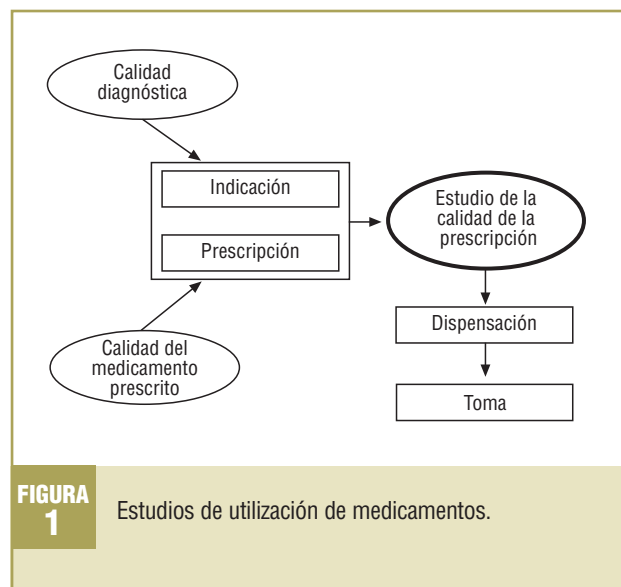 Calidad
diagnóstica
Indicación
Prescripción
Estudio de la
calidad de la
prescripción
Calidad del
medicamento
prescrito
Dispensación
Toma
FIGURA
1
Estudios de utilización de medicamentos.